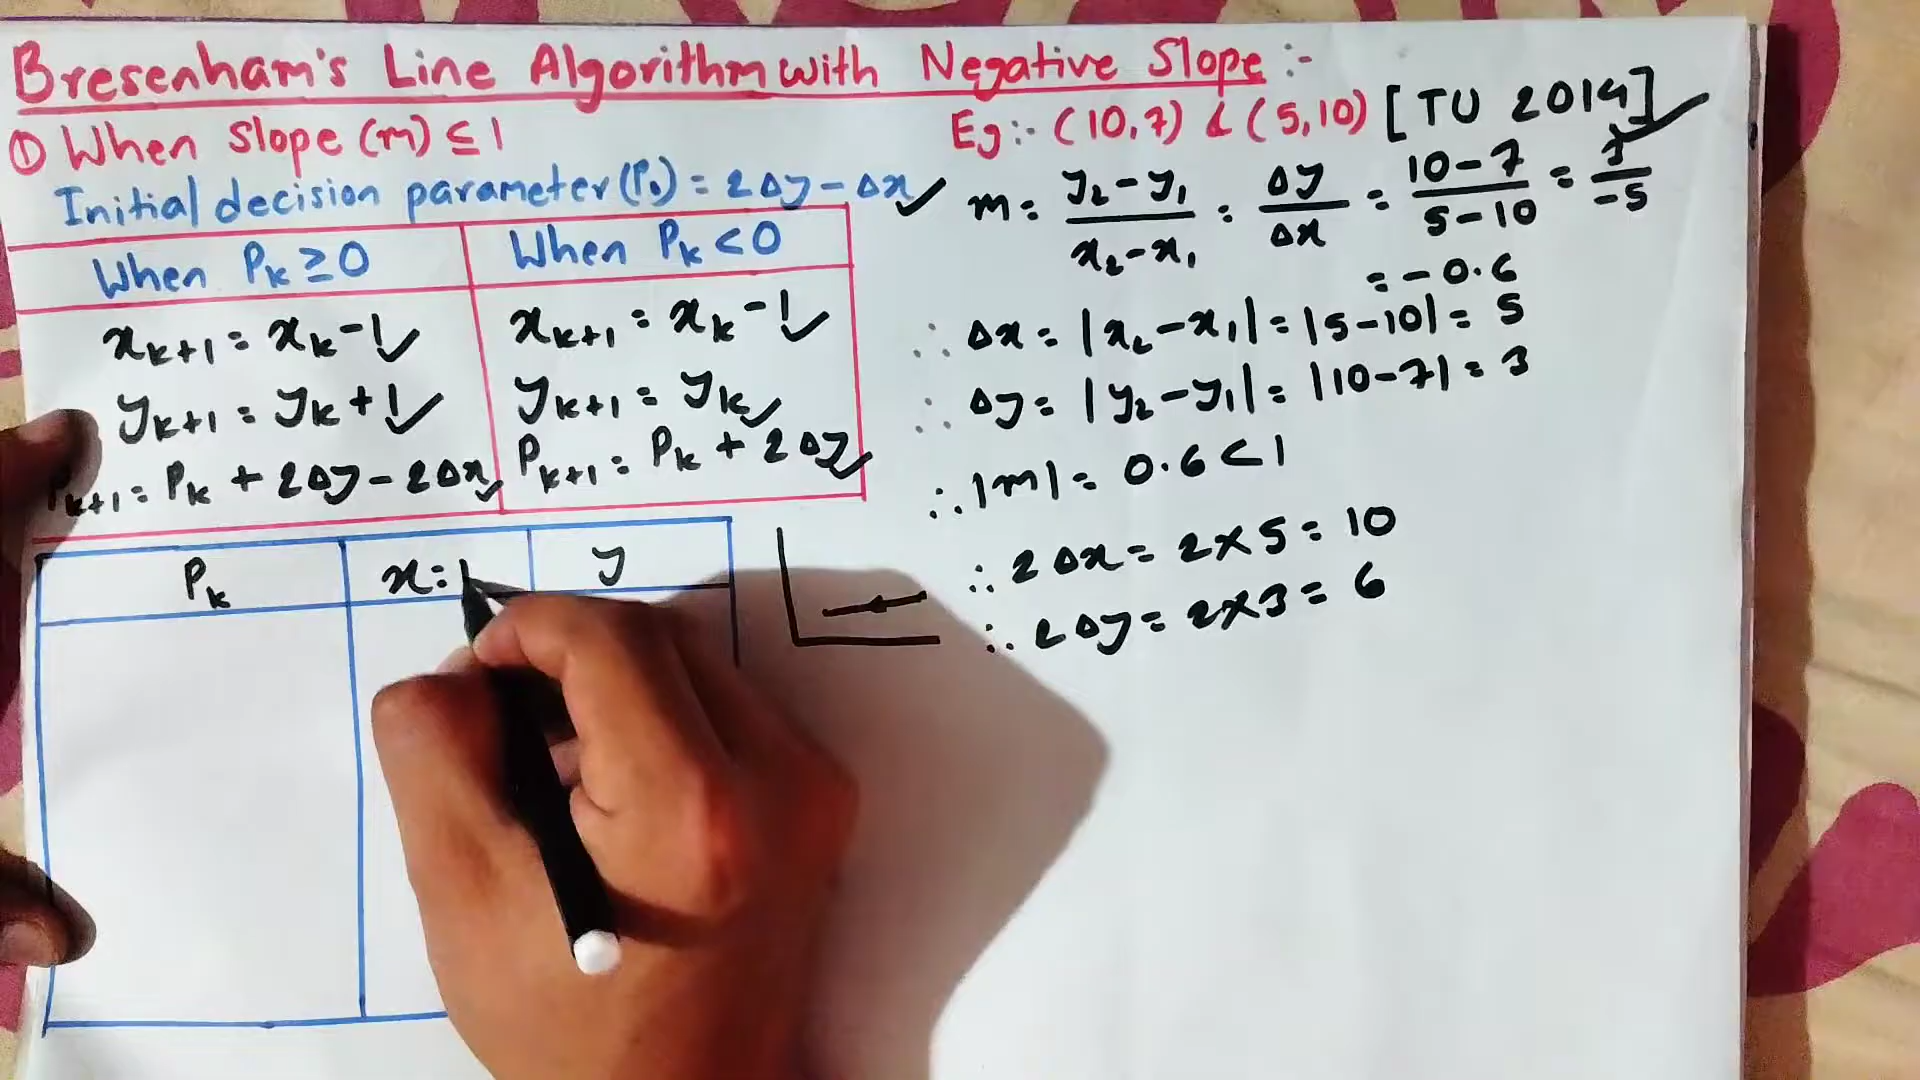 Bresenham's Line Algorithm with Negative Slope :-
① When Slope (m) ≤ 1
Initial decision parameter (P₀) = 2Δy - Δx ✓
When Pk ≥ 0
xk+1 = xk - 1 ✓
yk+1 = yk + 1 ✓
Pk+1 = Pk + 2Δy - 2Δx ✓
When Pk < 0
xk+1 = xk - 1 ✓
yk+1 = yk ✓
Pk+1 = Pk + 2Δy ✓
Pk x = 1 y
Eg :- (10,7) & (5,10) [TU 2014] ✓
m = y₂ - y₁ / x₂ - x₁ = Δy / Δx = 10 - 7 / 5 - 10 = 3 / -5
= - 0.6
∴ Δx = |x₂ - x₁| = |5 - 10| = 5
∴ Δy = |y₂ - y₁| = |10 - 7| = 3
∴ |m| = 0.6 < 1
∴ 2Δx = 2 × 5 = 10
∴ 2Δy = 2 × 3 = 6